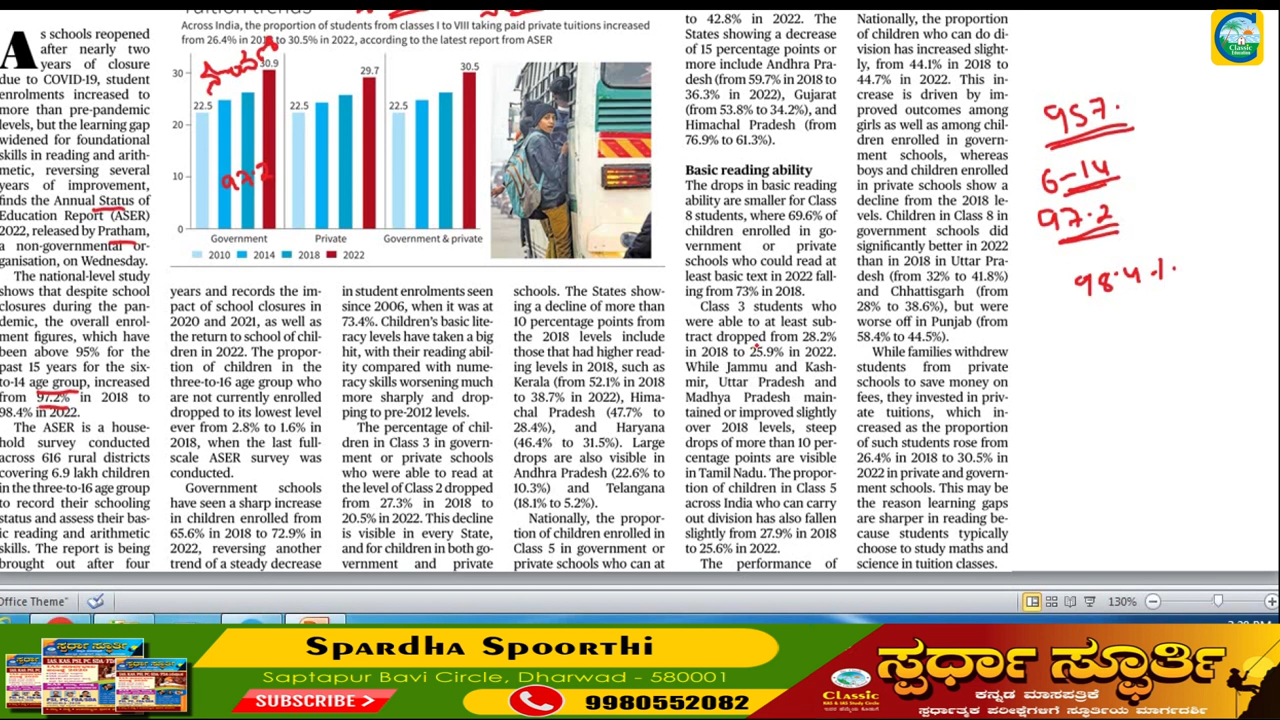 Tuition trends
Across India, the proportion of students from classes I to VIII taking paid private tuitions increased
from 26.4% in 20 to 30.5% in 2022, according to the latest report from ASER
30
20
10
0
22.5
30.9
29.7
22.5
30.5
97.2
Government
Private
Government & private
2010
2014
2018
2022
As schools reopened
after nearly two
years of closure
due to COVID-19, student
enrolments increased to
more than pre-pandemic
levels, but the learning gap
widened for foundational
skills in reading and arith-
metic, reversing several
years of improvement,
finds the Annual Status of
Education Report (ASER)
2022, released by Pratham,
a non-governmental or-
ganisation, on Wednesday.
The national-level study
shows that despite school
closures during the pan-
demic, the overall enrol-
ment figures, which have
been above 95% for the
past 15 years for the six-
to-14 age group, increased
from 97.2% in 2018 to
98.4% in 2022.
The ASER is a house-
hold survey conducted
across 616 rural districts
covering 6.9 lakh children
in the three-to-16 age group
to record their schooling
status and assess their bas-
ic reading and arithmetic
skills. The report is being
brought out after four
years and records the im-
pact of school closures in
2020 and 2021, as well as
the return to school of chil-
dren in 2022. The propor-
tion of children in the
three-to-16 age group who
are not currently enrolled
dropped to its lowest level
ever from 2.8% to 1.6% in
2018, when the last full-
scale ASER survey was
conducted.
Government schools
have seen a sharp increase
in children enrolled from
65.6% in 2018 to 72.9% in
2022, reversing another
trend of a steady decrease
in student enrolments seen
since 2006, when it was at
73.4%. Children's basic lite-
racy levels have taken a big
hit, with their reading abil-
ity compared with nume-
racy skills worsening much
more sharply and drop-
ping to pre-2012 levels.
The percentage of chil-
dren in Class 3 in govern-
ment or private schools
who were able to read at
the level of Class 2 dropped
from 27.3% in 2018 to
20.5% in 2022. This decline
is visible in every State,
and for children in both go-
vernment and private
schools. The States show-
ing a decline of more than
10 percentage points from
the 2018 levels include
those that had higher read-
ing levels in 2018, such as
Kerala (from 52.1% in 2018
to 38.7% in 2022), Hima-
chal Pradesh (47.7% to
28.4%), and Haryana
(46.4% to 31.5%). Large
drops are also visible in
Andhra Pradesh (22.6% to
10.3%) and Telangana
(18.1% to 5.2%).
Nationally, the propor-
tion of children enrolled in
Class 5 in government or
private schools who can at
to 42.8% in 2022. The
States showing a decrease
of 15 percentage points or
more include Andhra Pra-
desh (from 59.7% in 2018 to
36.3% in 2022), Gujarat
(from 53.8% to 34.2%), and
Himachal Pradesh (from
76.9% to 61.3%).
Basic reading ability
The drops in basic reading
ability are smaller for Class
8 students, where 69.6% of
children enrolled in go-
vernment or private
schools who could read at
least basic text in 2022 fall-
ing from 73% in 2018.
Class 3 students who
were able to at least sub-
tract dropped from 28.2%
in 2018 to 25.9% in 2022.
While Jammu and Kash-
mir, Uttar Pradesh and
Madhya Pradesh main-
tained or improved slightly
over 2018 levels, steep
drops of more than 10 per-
centage points are visible
in Tamil Nadu. The propor-
tion of children in Class 5
across India who can carry
out division has also fallen
slightly from 27.9% in 2018
to 25.6% in 2022.
The performance of
Nationally, the proportion
of children who can do di-
vision has increased slight-
ly, from 44.1% in 2018 to
44.7% in 2022. This in-
crease is driven by im-
proved outcomes among
girls as well as among chil-
dren enrolled in govern-
ment schools, whereas
boys and children enrolled
in private schools show a
decline from the 2018 le-
vels. Children in Class 8 in
government schools did
significantly better in 2022
than in 2018 in Uttar Pra-
desh (from 32% to 41.8%)
and Chhattisgarh (from
28% to 38.6%), but were
worse off in Punjab (from
58.4% to 44.5%).
While families withdrew
students from private
schools to save money on
fees, they invested in priv-
ate tuitions, which in-
creased as the proportion
of such students rose from
26.4% in 2018 to 30.5% in
2022 in private and govern-
ment schools. This may be
the reason learning gaps
are sharper in reading be-
cause students typically
choose to study maths and
science in tuition classes.
Classic
Education
957.
6-14
97.2
98.4%.
Office Theme"
130%
Spardha Spoorthi
Saptapur Bavi Circle, Dharwad - 580001
SUBSCRIBE
9980552082
Classic
IAS & KAS Study Circle
ಸ್ಪರ್ಧಾ ಸ್ಫೂರ್ತಿ
ಕನ್ನಡ ಮಾಸಪತ್ರಿಕೆ
ಸ್ಪರ್ಧಾತ್ಮಕ ಪರೀಕ್ಷೆಗಳಿಗೆ ಸ್ಫೂರ್ತಿಯ ಮಾರ್ಗದರ್ಶಿ